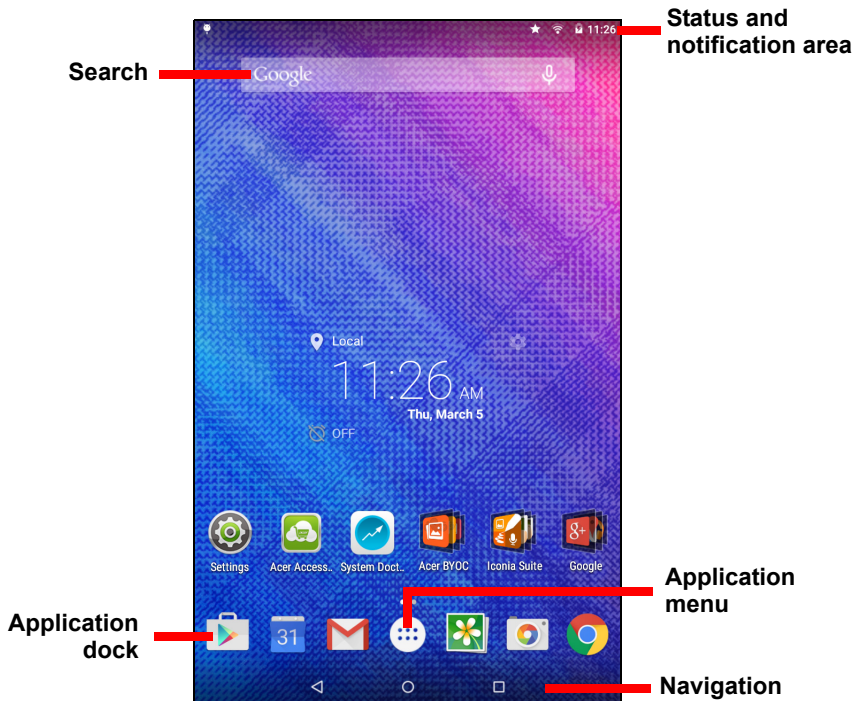 Status and
notification area
11:26
Search
Google
Local
11:26 AM
Thu, March 5
OFF
Settings
Acer Access..
System Doct..
Acer BYOC
Iconia Suite
8+
Google
Application
menu
Application
dock
31
Navigation